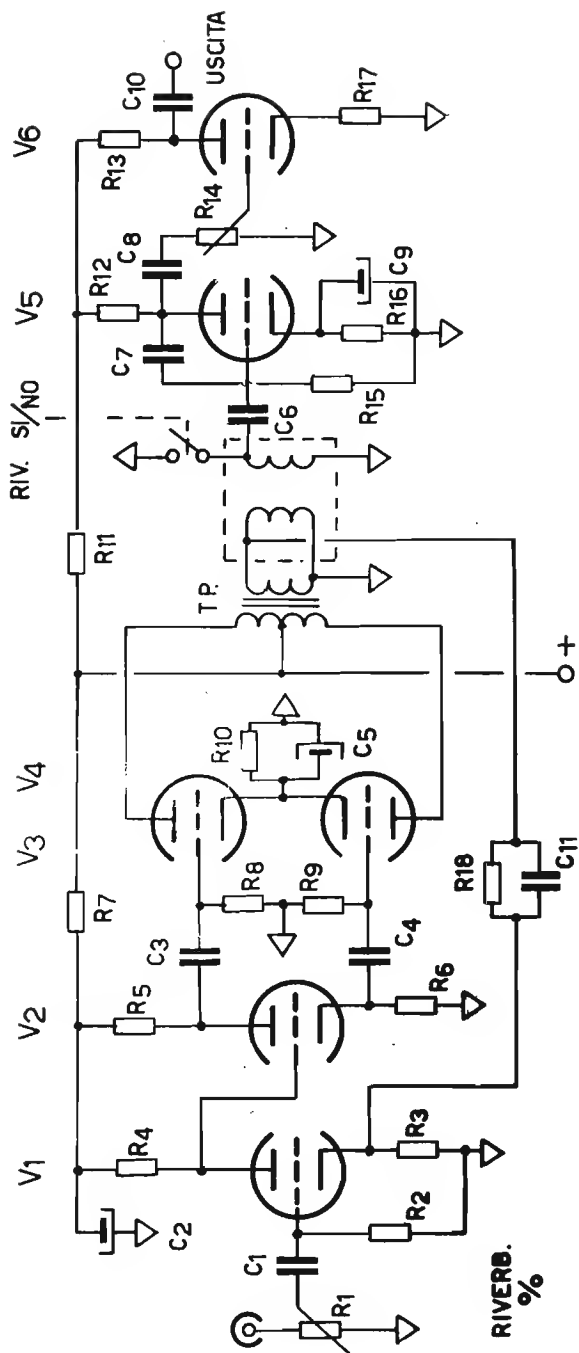 V1
V2
V3
V4
V5
V6
RIV. SI/NO
C2
R4
R5
R7
R11
R12
R13
C10
USCITA
C1
R1
R2
R3
RIVERB.
%
C3
C4
R6
R8
R9
R10
C5
T.P.
+
R18
C11
C6
C7
C8
R14
R15
R16
C9
R17